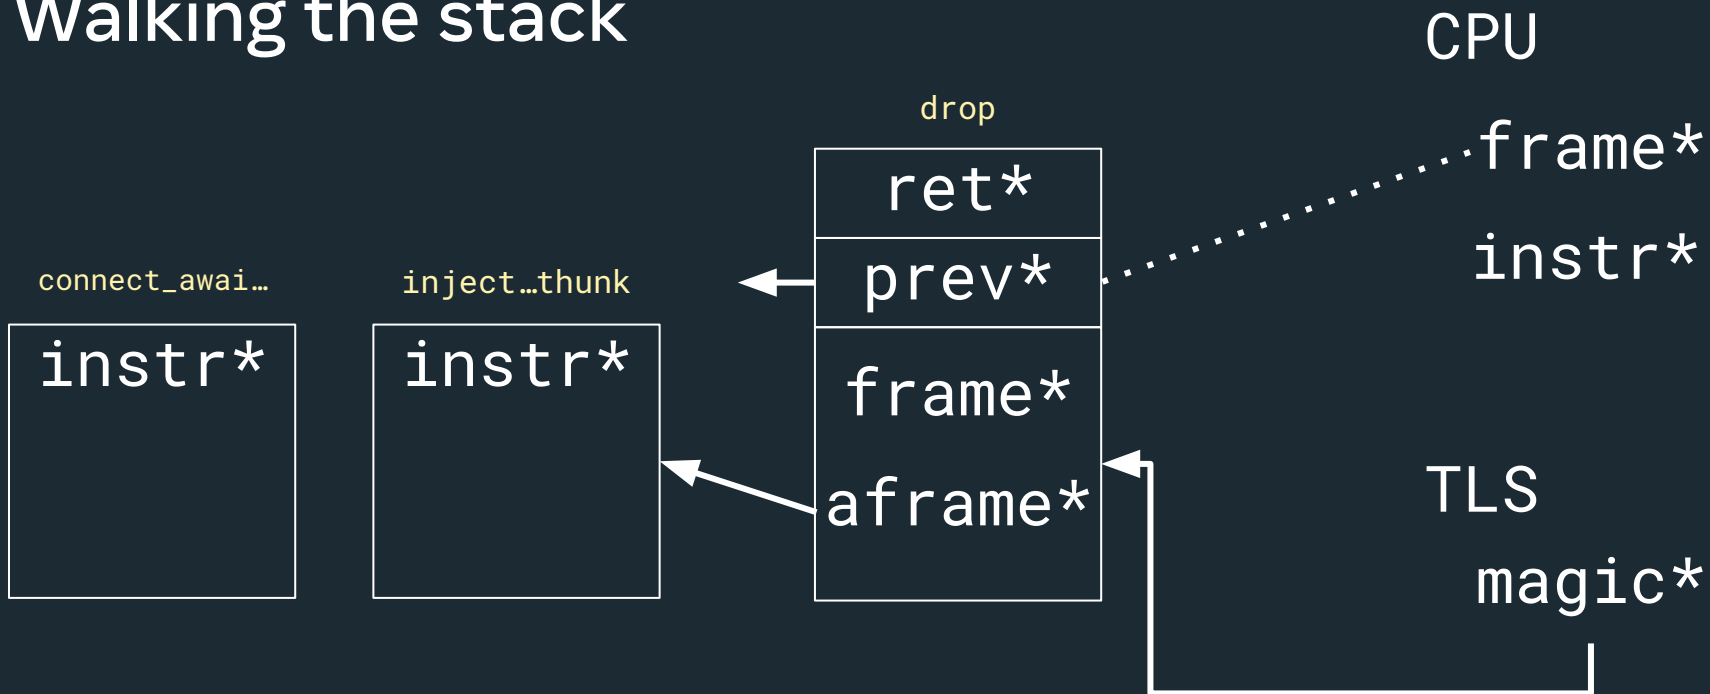 Walking the stack
CPU
drop
frame*
ret*
instr*
prev*
connect_awai…
inject…thunk
instr*
instr*
frame*
TLS
aframe*
magic*